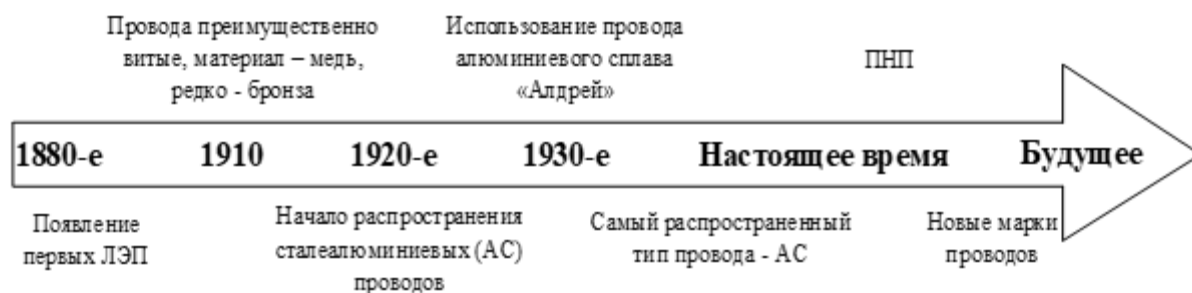 Провода преимущественно
витые, материал – медь,
редко - бронза
Использование провода
алюминиевого сплава
«Алдрей»
ПНП
1880-е 1910 1920-е 1930-е Настоящее время Будущее
Появление
первых ЛЭП
Начало распространения
сталеалюминиевых (АС)
проводов
Самый распространенный
тип провода - АС
Новые марки
проводов